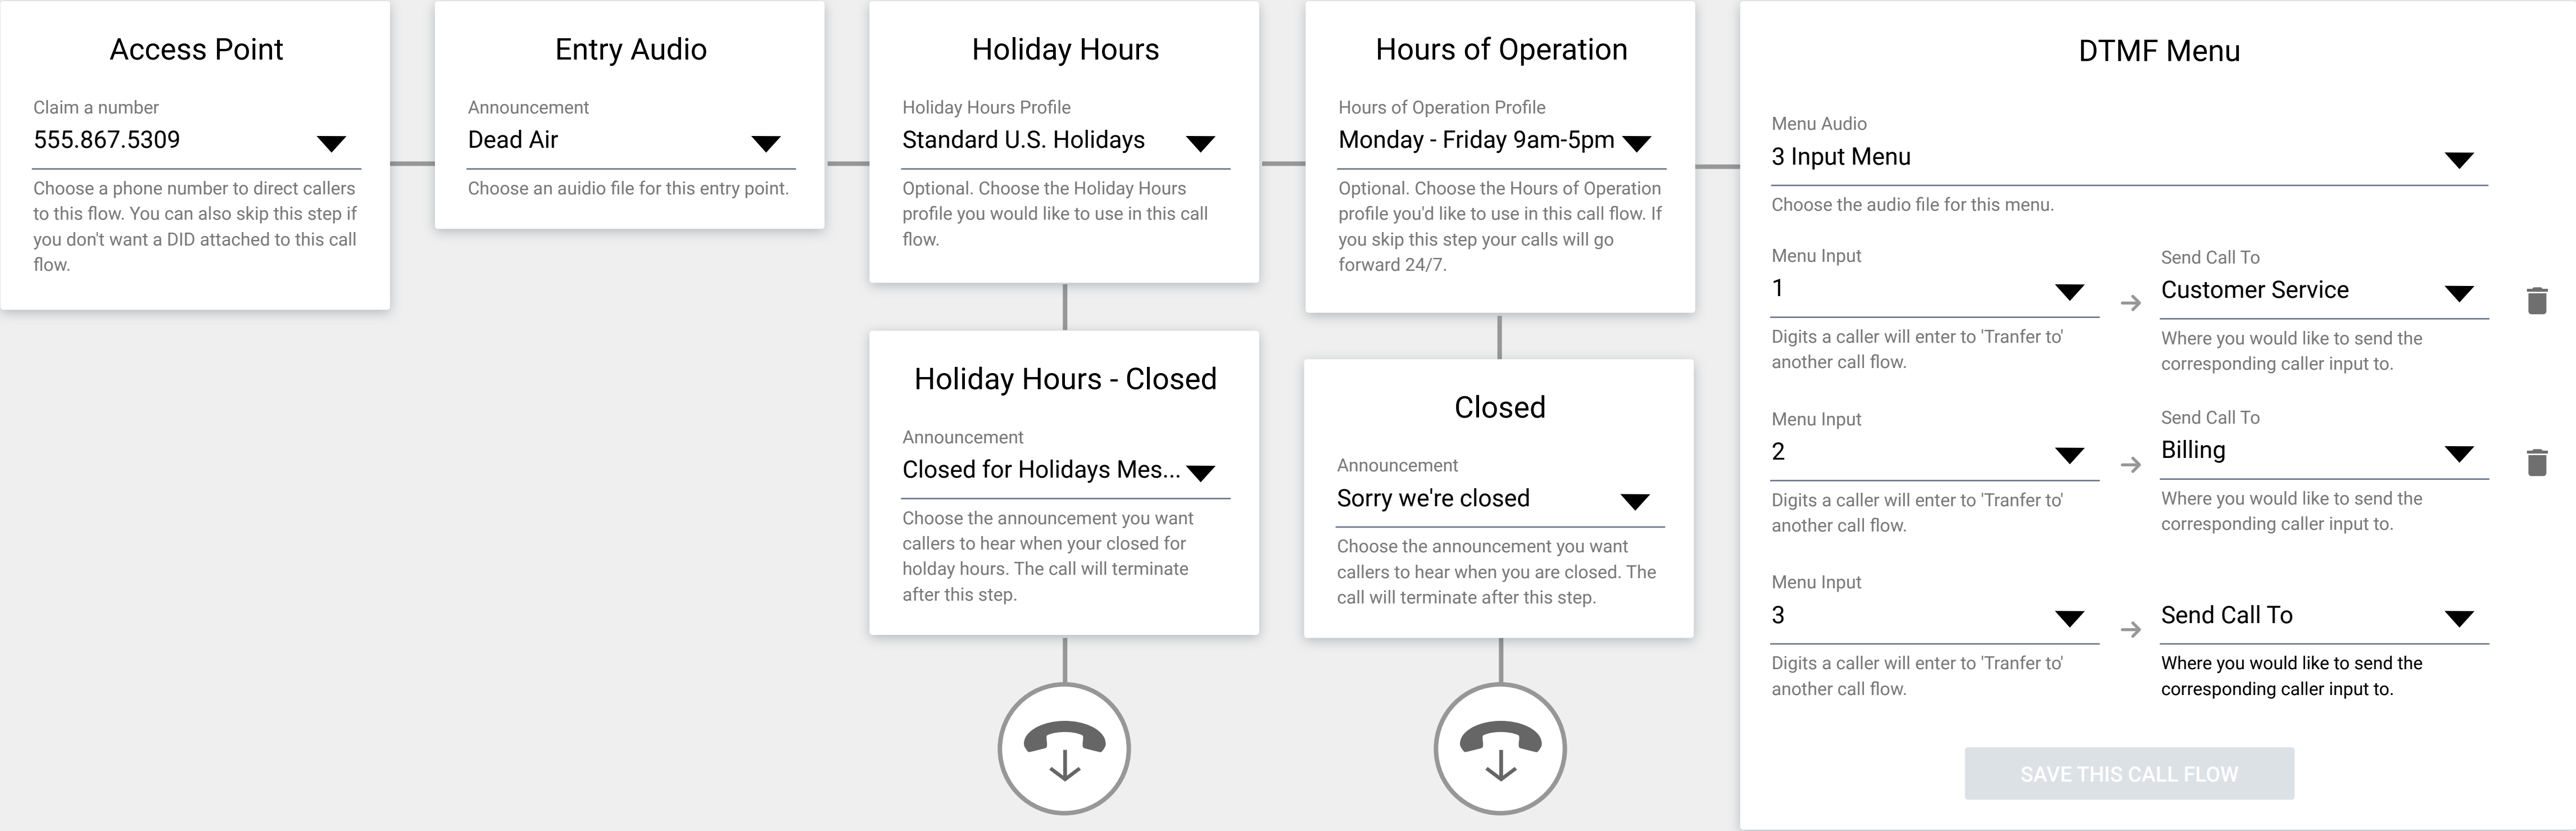 Access Point
Claim a number
555.867.5309
Choose a phone number to direct callers
to this flow. You can also skip this step if
you don't want a DID attached to this call
flow.
Entry Audio
Announcement
Dead Air
Choose an auidio file for this entry point.
Holiday Hours
Holiday Hours Profile
Standard U.S. Holidays
Optional. Choose the Holiday Hours
profile you would like to use in this call
flow.
Holiday Hours - Closed
Announcement
Closed for Holidays Mes...
Choose the announcement you want
callers to hear when your closed for
holday hours. The call will terminate
after this step.
Hours of Operation
Hours of Operation Profile
Monday - Friday 9am-5pm
Optional. Choose the Hours of Operation
profile you'd like to use in this call flow. If
you skip this step your calls will go
forward 24/7.
Closed
Announcement
Sorry we're closed
Choose the announcement you want
callers to hear when you are closed. The
call will terminate after this step.
DTMF Menu
Menu Audio
3 Input Menu
Choose the audio file for this menu.
Menu Input
1
Digits a caller will enter to 'Tranfer to'
another call flow.
Send Call To
Customer Service
Where you would like to send the
corresponding caller input to.
Menu Input
2
Digits a caller will enter to 'Tranfer to'
another call flow.
Send Call To
Billing
Where you would like to send the
corresponding caller input to.
Menu Input
3
Digits a caller will enter to 'Tranfer to'
another call flow.
Send Call To
Where you would like to send the
corresponding caller input to.
SAVE THIS CALL FLOW